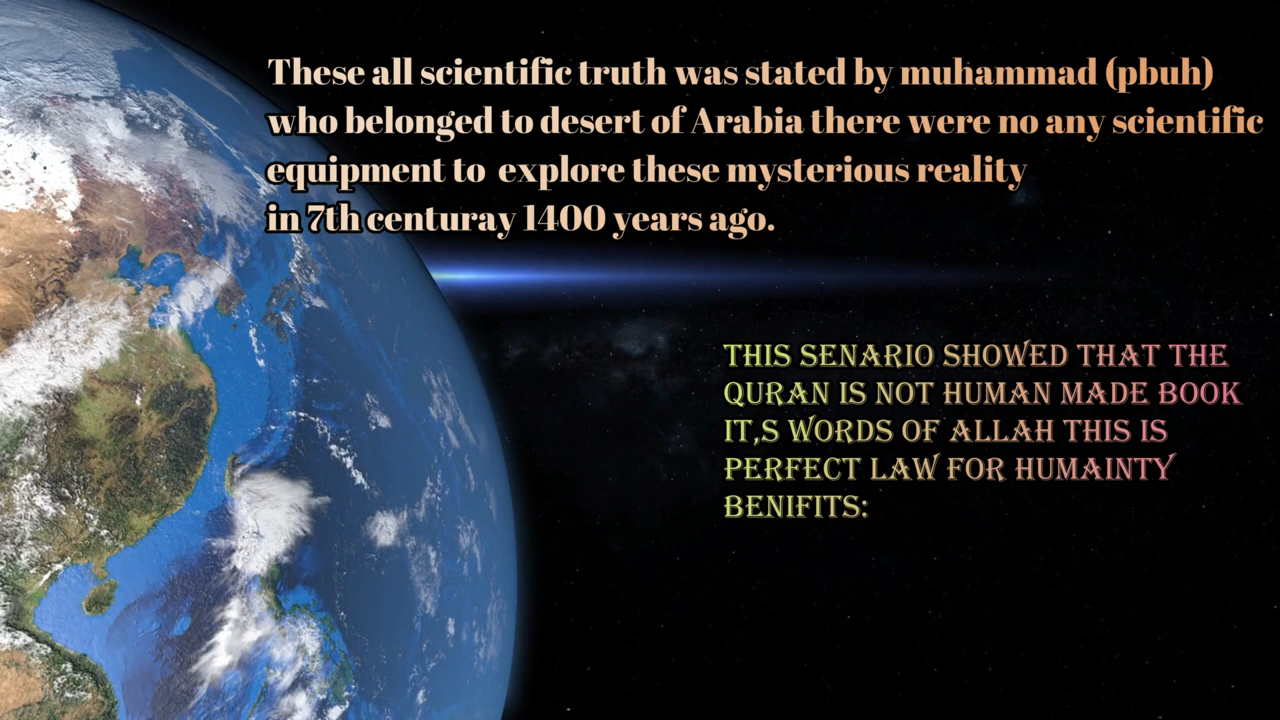 These all scientific truth was stated by muhammad (pbuh)
who belonged to desert of Arabia there were no any scientific
equipment to explore these mysterious reality
in 7th centuray 1400 years ago.
THIS SENARIO SHOWED THAT THE
QURAN IS NOT HUMAN MADE BOOK
IT,S WORDS OF ALLAH THIS IS
PERFECT LAW FOR HUMAINTY
BENIFITS: